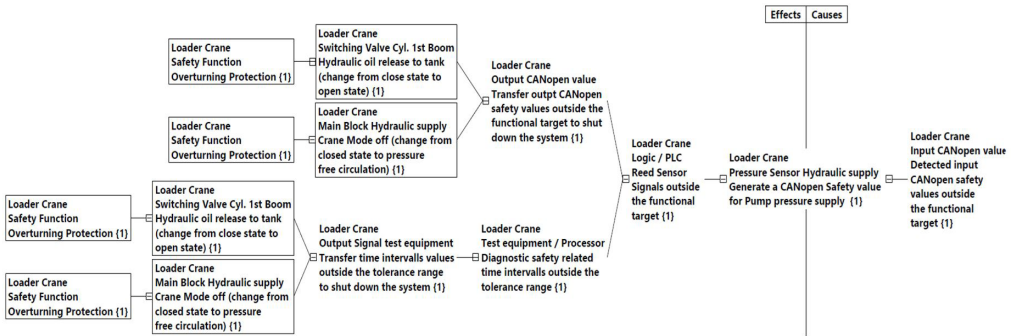 Effects Causes
Loader Crane
Safety Function
Overturning Protection {1}
Loader Crane
Switching Valve Cyl. 1st Boom
Hydraulic oil release to tank
(change from close state to
open state) {1}
Loader Crane
Safety Function
Overturning Protection {1}
Loader Crane
Main Block Hydraulic supply
Crane Mode off (change from
closed state to pressure
free circulation) {1}
Loader Crane
Output CANopen value
Transfer outpt CANopen
safety values outside the
functional target to shut
down the system {1}
Loader Crane
Safety Function
Overturning Protection {1}
Loader Crane
Switching Valve Cyl. 1st Boom
Hydraulic oil release to tank
(change from close state to
open state) {1}
Loader Crane
Safety Function
Overturning Protection {1}
Loader Crane
Main Block Hydraulic supply
Crane Mode off (change from
closed state to pressure
free circulation) {1}
Loader Crane
Output Signal test equipment
Transfer time intervalls values
outside the tolerance range
to shut down the system {1}
Loader Crane
Test equipment / Processor
Diagnostic safety related
time intervalls outside the
tolerance range {1}
Loader Crane
Logic / PLC
Reed Sensor
Signals outside
the functional
target {1}
Loader Crane
Pressure Sensor Hydraulic supply
Generate a CANopen Safety value
for Pump pressure supply {1}
Loader Crane
Input CANopen value
Detected input
CANopen safety
values outside
the functional
target {1}